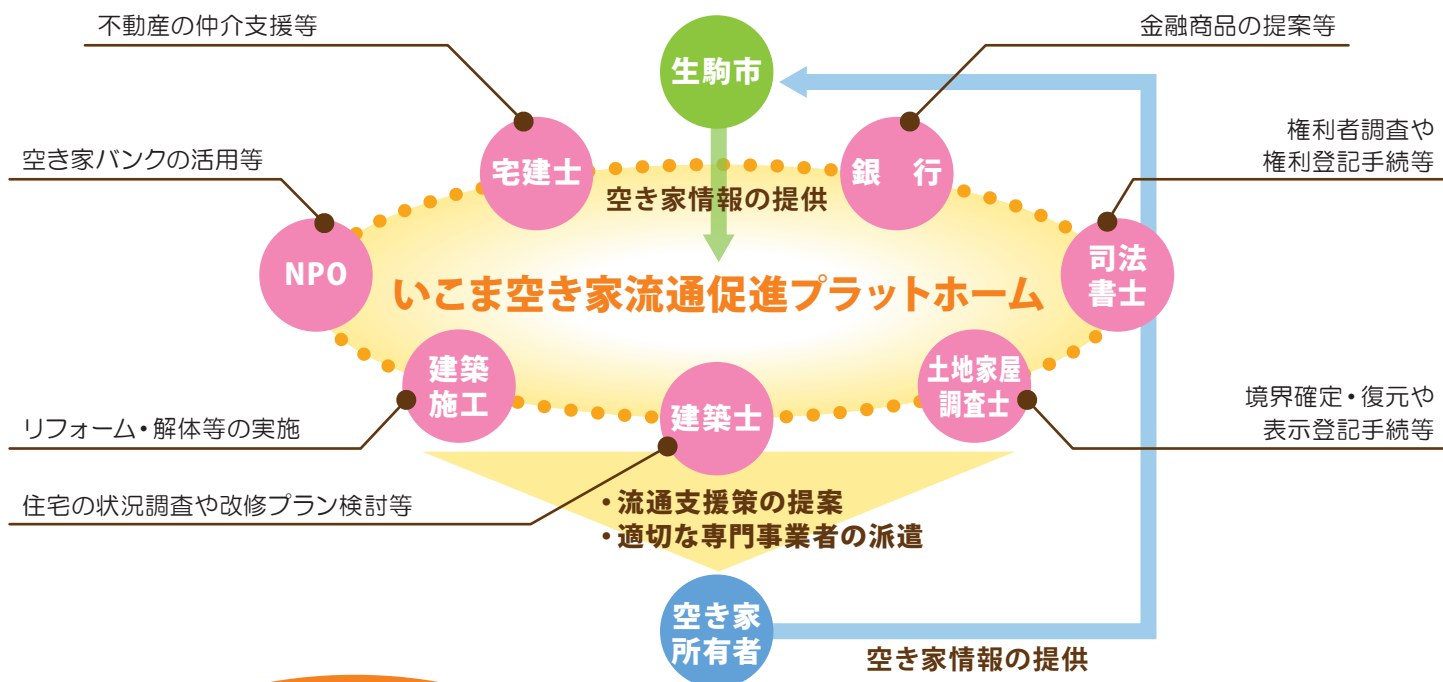 不動産の仲介支援等
生駒市
金融商品の提案等
空き家バンクの活用等
宅建士
銀　行
権利者調査や
権利登記手続等
空き家情報の提供
NPO
司法
書士
いこま空き家流通促進プラットホーム
建築
施工
建築士
土地家屋
調査士
リフォーム・解体等の実施
境界確定・復元や
表示登記手続等
住宅の状況調査や改修プラン検討等
・流通支援策の提案
・適切な専門事業者の派遣
空き家
所有者
空き家情報の提供